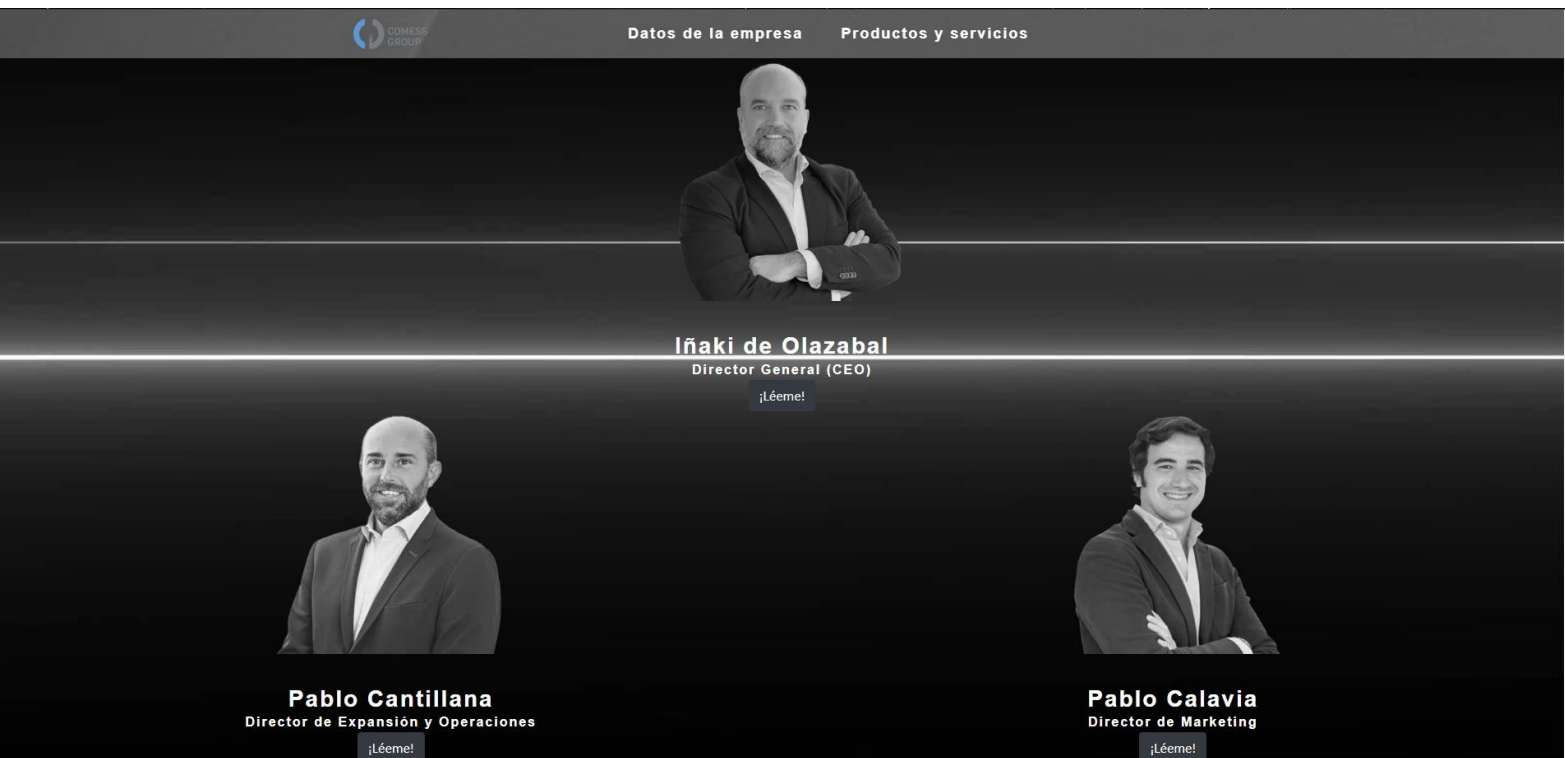 COMESS
GROUP
Datos de la empresa
Productos y servicios
Iñaki de Olazabal
Director General (CEO)
¡Léeme!
Pablo Cantillana
Director de Expansión y Operaciones
¡Léeme!
Pablo Calavia
Director de Marketing
¡Léeme!